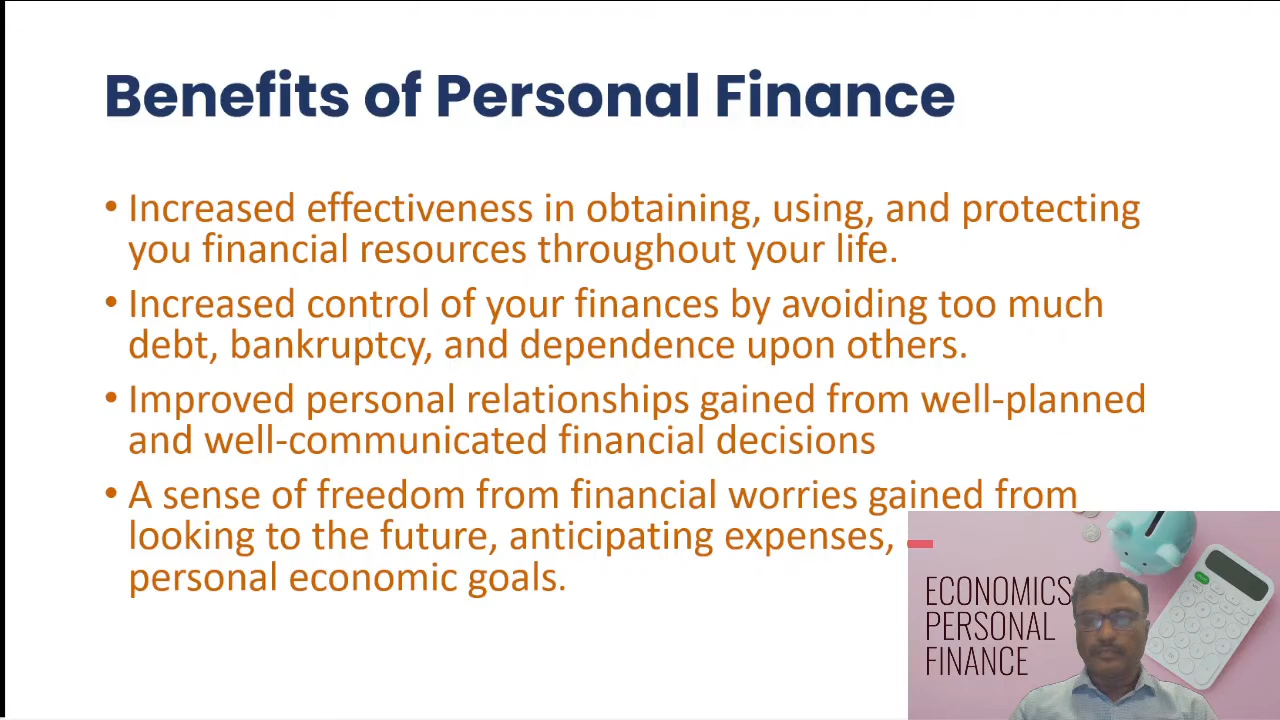 Benefits of Personal Finance
• Increased effectiveness in obtaining, using, and protecting
you financial resources throughout your life.
• Increased control of your finances by avoiding too much
debt, bankruptcy, and dependence upon others.
• Improved personal relationships gained from well-planned
and well-communicated financial decisions
• A sense of freedom from financial worries gained from
looking to the future, anticipating expenses,
personal economic goals.
ECONOMICS
PERSONAL
FINANCE